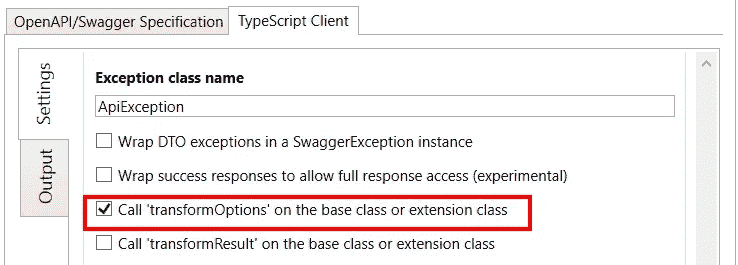 OpenAPI/Swagger Specification
TypeScript Client
Settings
Output
Exception class name
ApiException
Wrap DTO exceptions in a SwaggerException instance
Wrap success responses to allow full response access (experimental)
Call 'transformOptions' on the base class or extension class
Call 'transformResult' on the base class or extension class